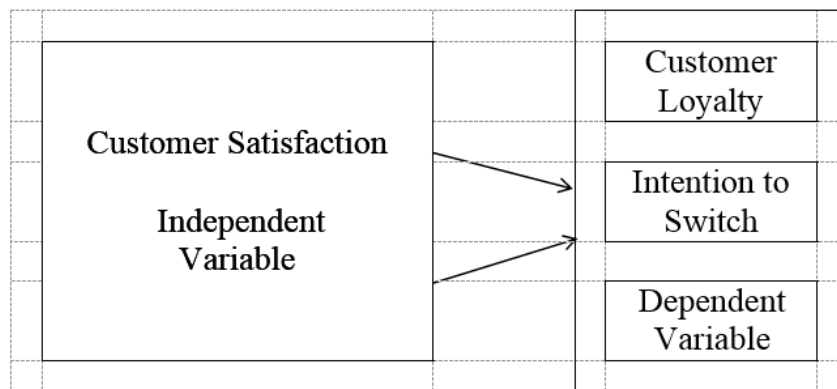 Customer Satisfaction
Independent
Variable
Customer
Loyalty
Intention to
Switch
Dependent
Variable